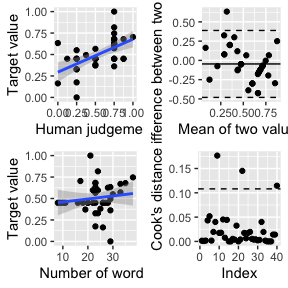 Target value
1.00
0.75
0.50
0.25
0.00
0.00 0.25 0.50 0.75 1.00
Human judgeme
ifference between two
0.50
0.25
0.00
-0.25
-0.50
0.25 0.50 0.75
Mean of two valu
Target value
1.00
0.75
0.50
0.25
0.00
10 20 30
Number of word
Cook's distance
0.15
0.10
0.05
0.00
0 10 20 30 40
Index